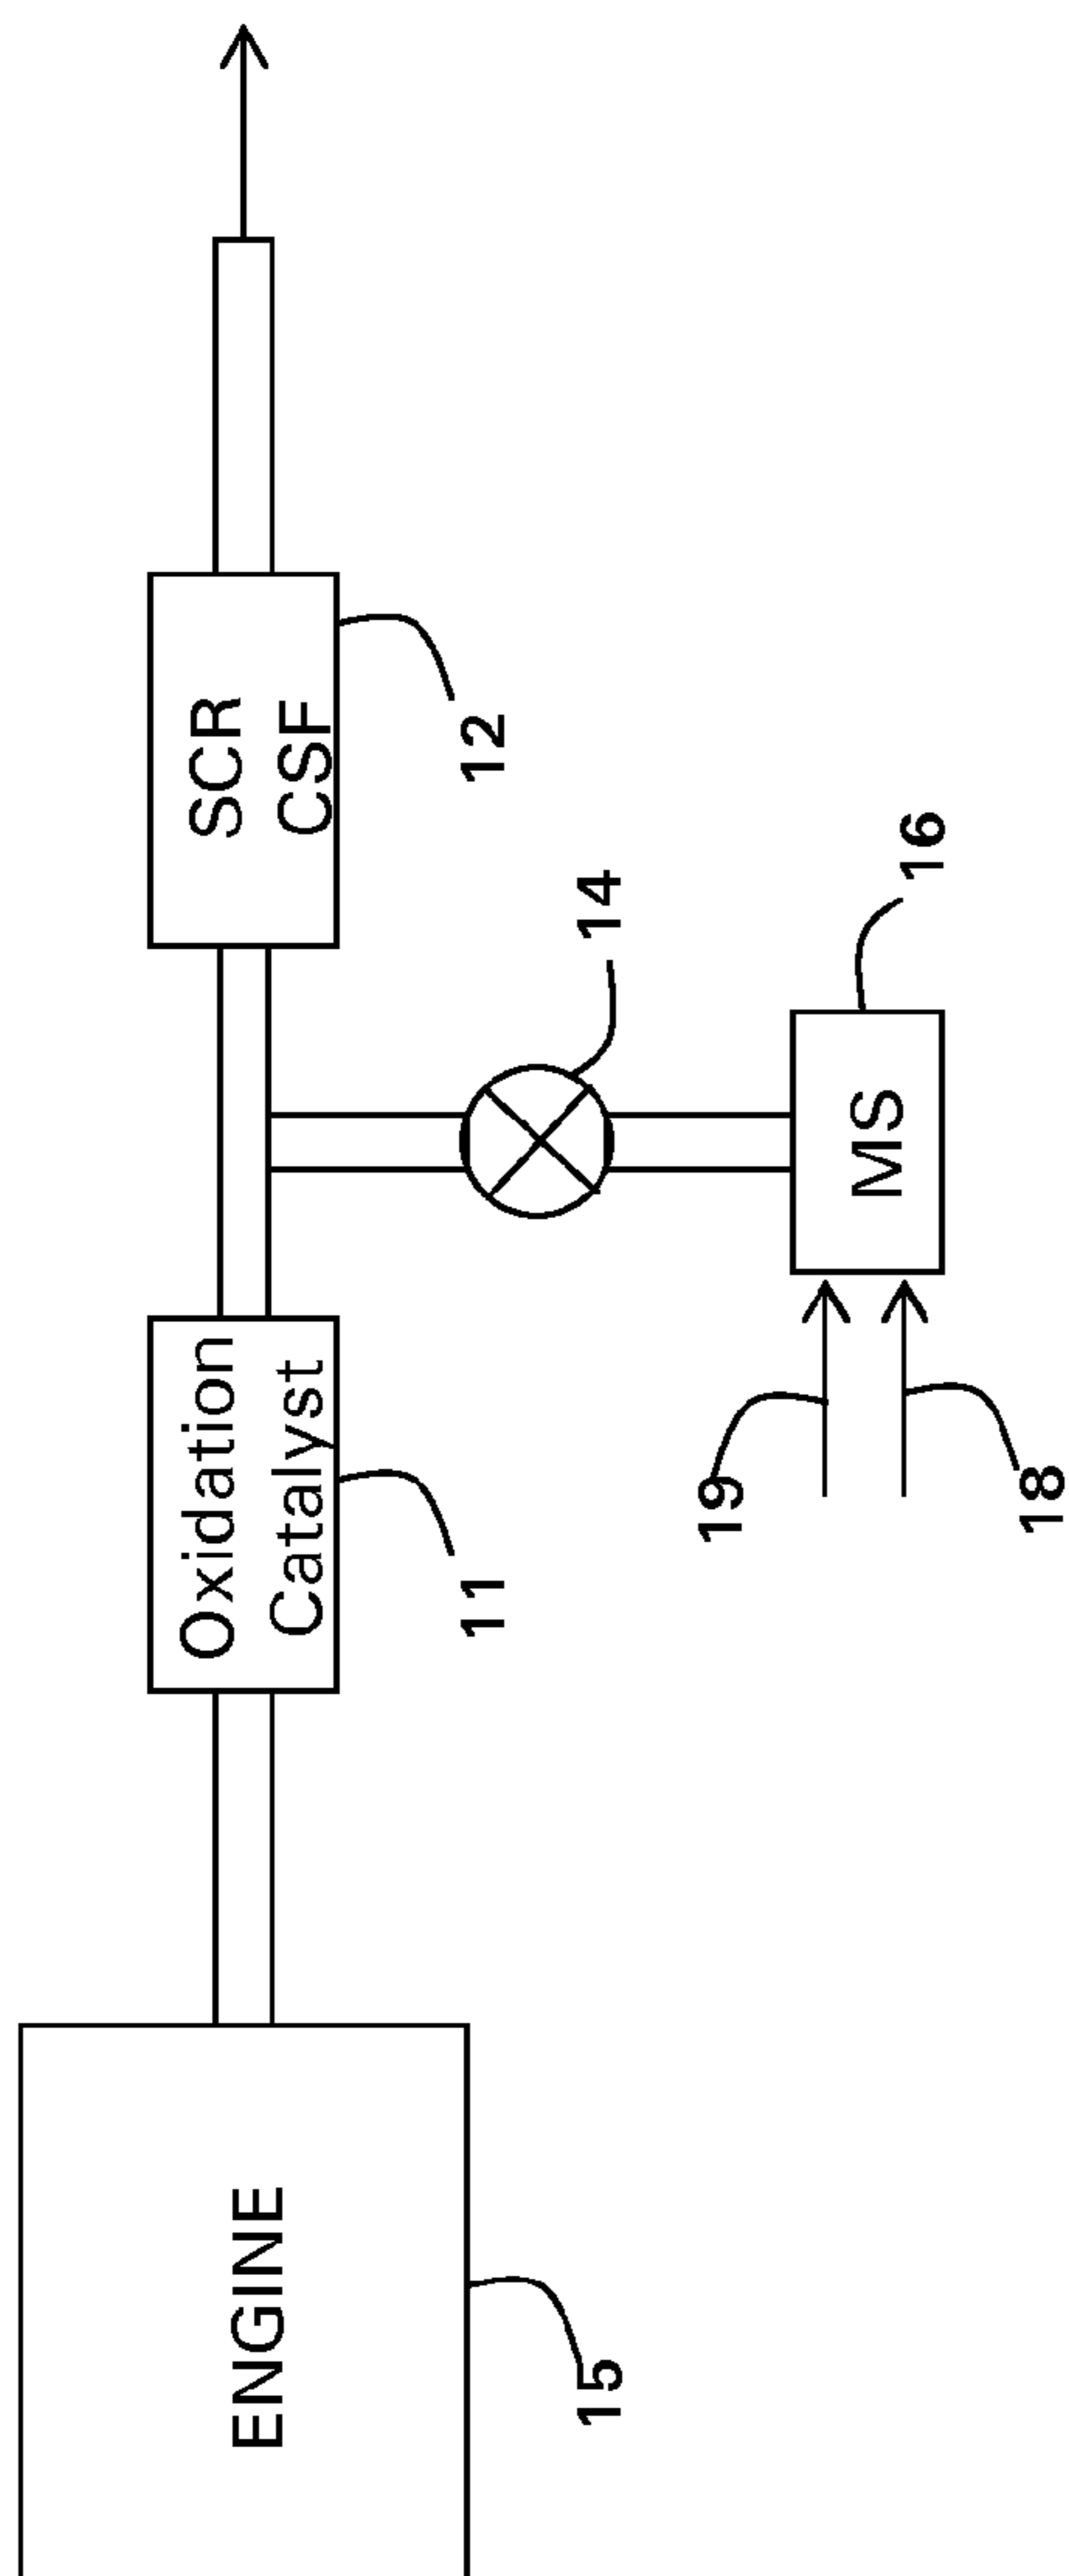 ENGINE
15
Oxidation
Catalyst
11
SCR
CSF
12
14
MS
16
19
18